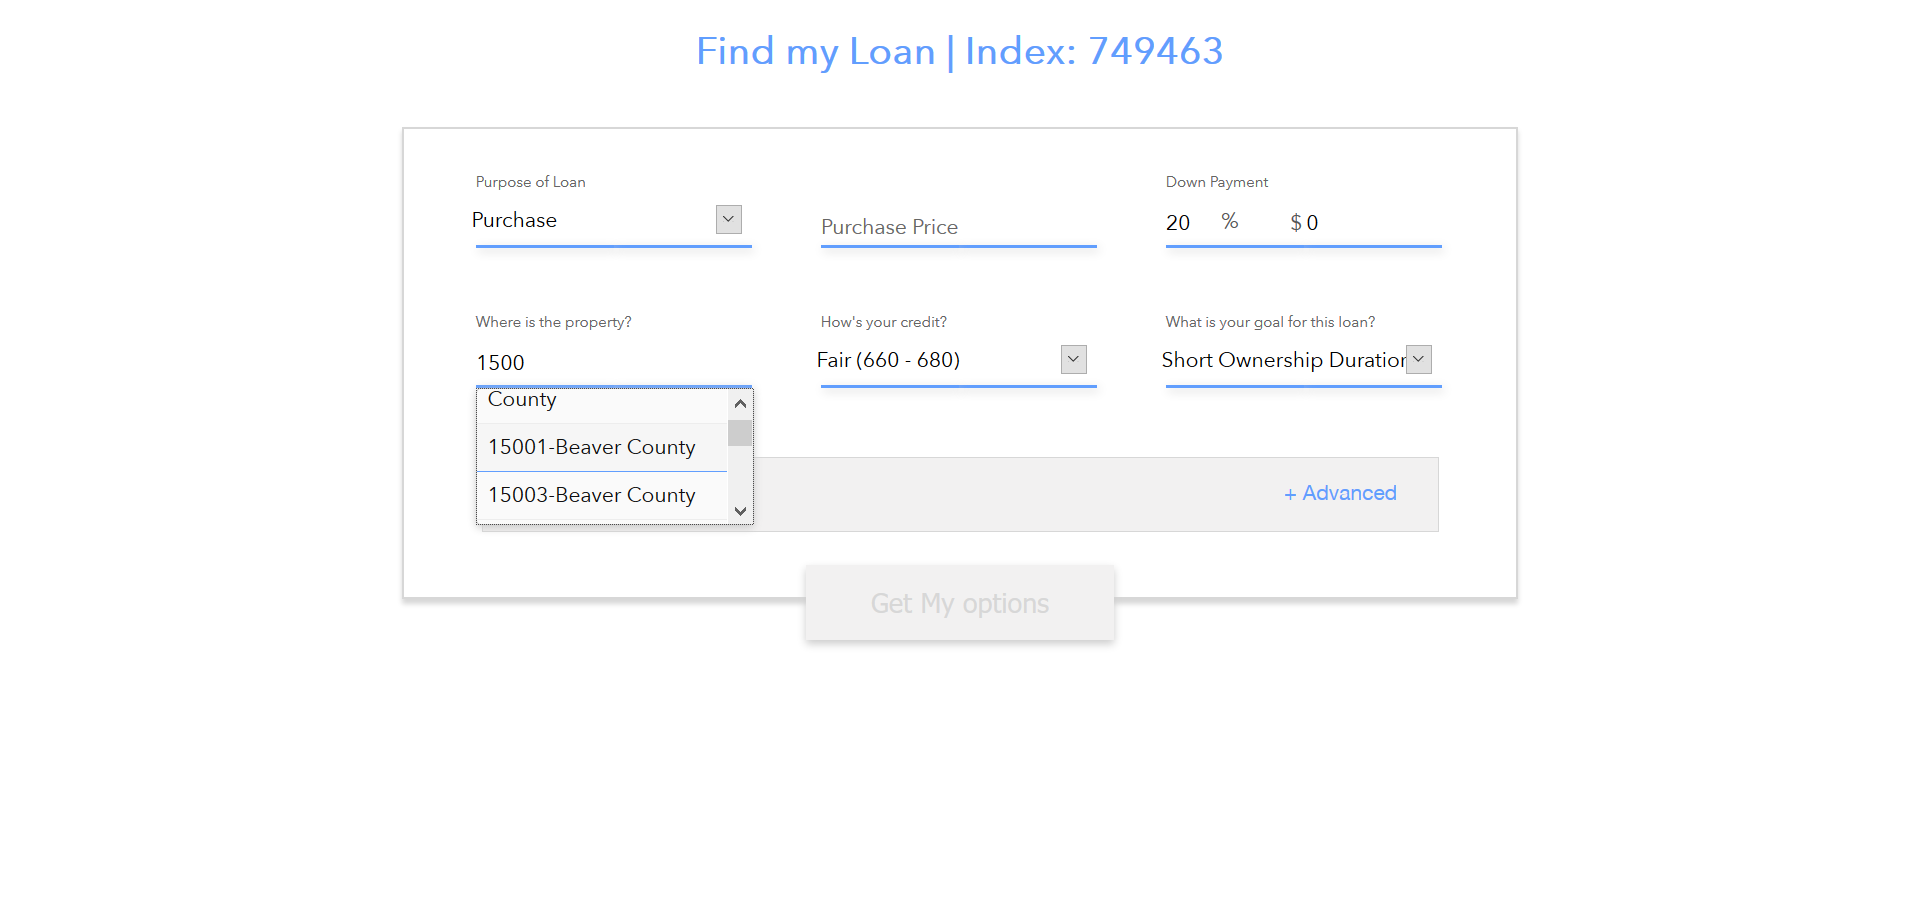 Find my Loan | Index: 749463
Purpose of Loan
Purchase
Purchase Price
Down Payment
20 % $ 0
Where is the property?
1500
How's your credit?
Fair (660 - 680)
What is your goal for this loan?
Short Ownership Duration
County
15001-Beaver County
15003-Beaver County
+ Advanced
Get My options